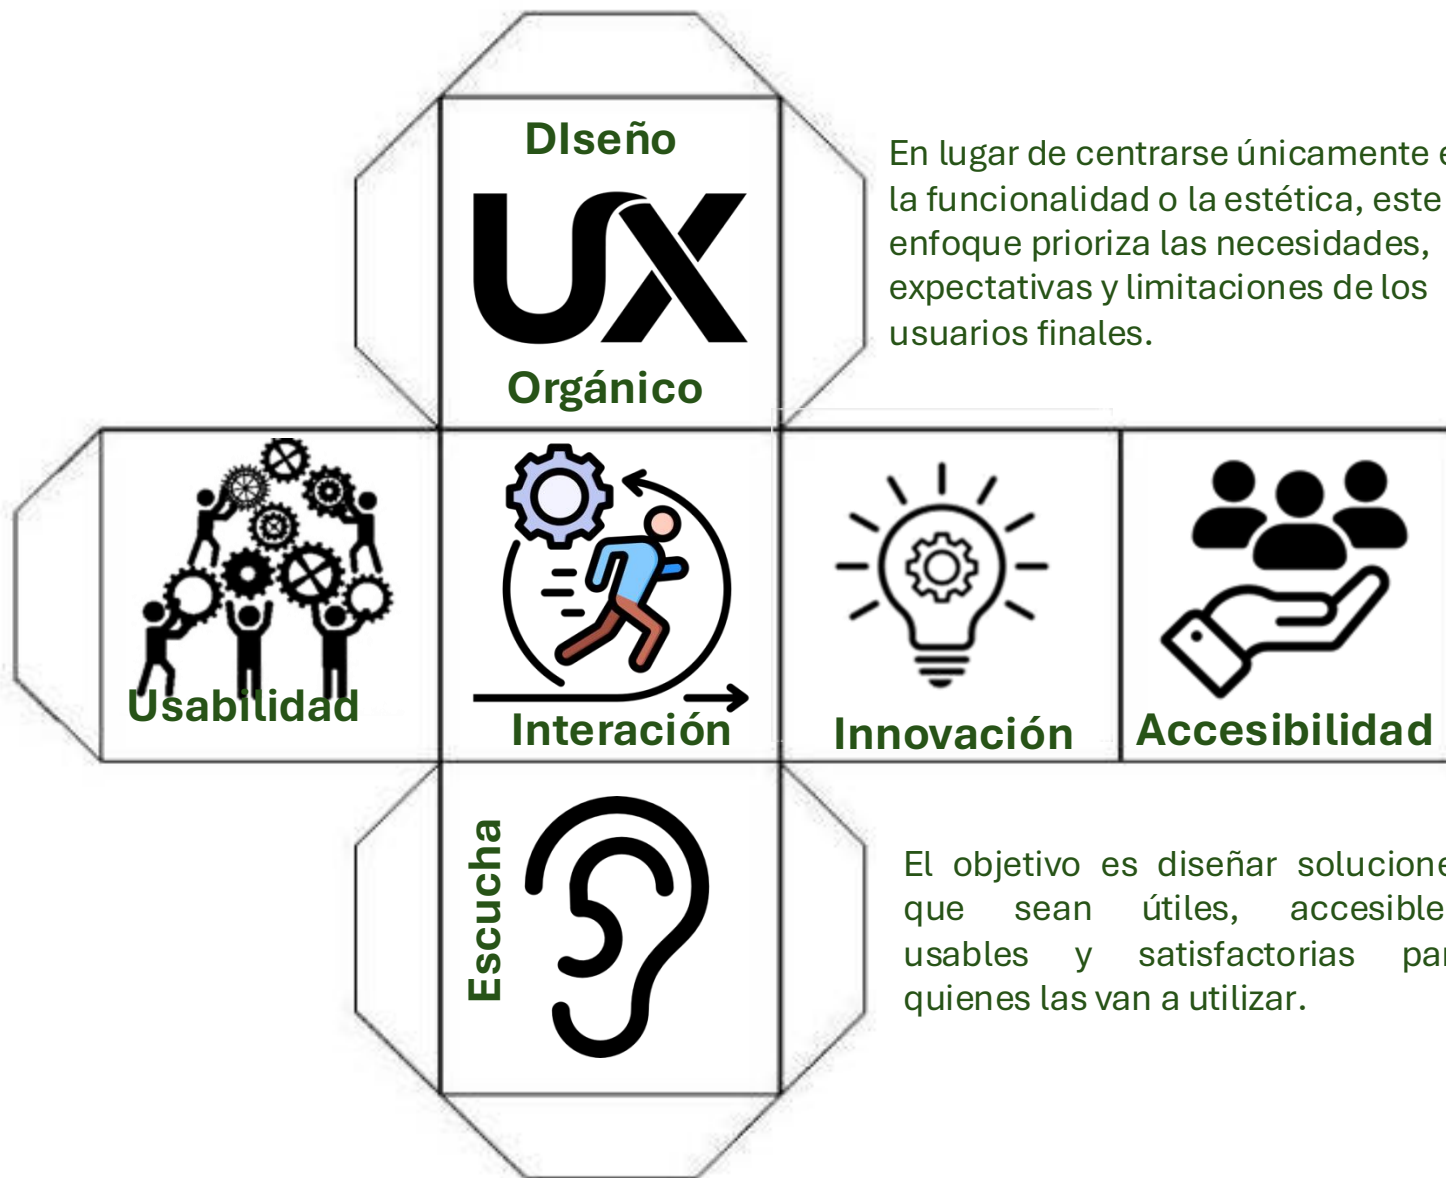 DIseño
UX
Orgánico
En lugar de centrarse únicamente
la funcionalidad o la estética, este
enfoque prioriza las necesidades,
expectativas y limitaciones de los
usuarios finales.
Usabilidad
Interación
Innovación
Accesibilidad
Escucha
El objetivo es diseñar solucione
que sean útiles, accesible
usables y satisfactorias par
quienes las van a utilizar.